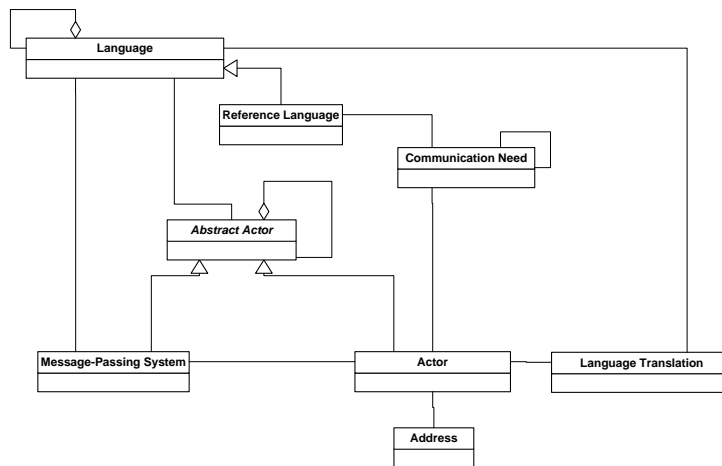 Language
Reference Language
Communication Need
Abstract Actor
Message-Passing System
Actor
Language Translation
Address